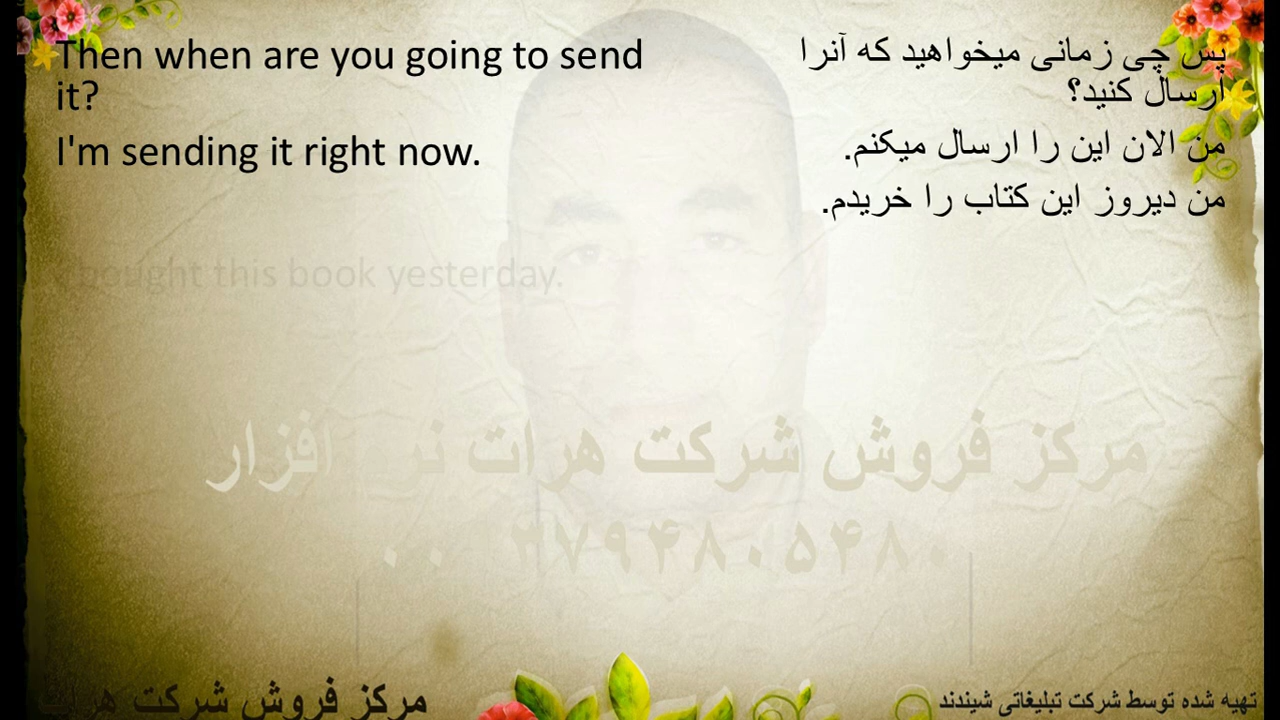 Then when are you going to send
it?
I'm sending it right now.
bought this book yesterday.
پس چی زمانی میخواهید که آنرا
ارسال کنید؟
من الان این را ارسال میکنم.
من دیروز این کتاب را خریدم.
مرکز فروش شرکت هرات افزار
مرکز فروش شرکت هرات
تهیه شده توسط شرکت تبلیغاتی شیندند